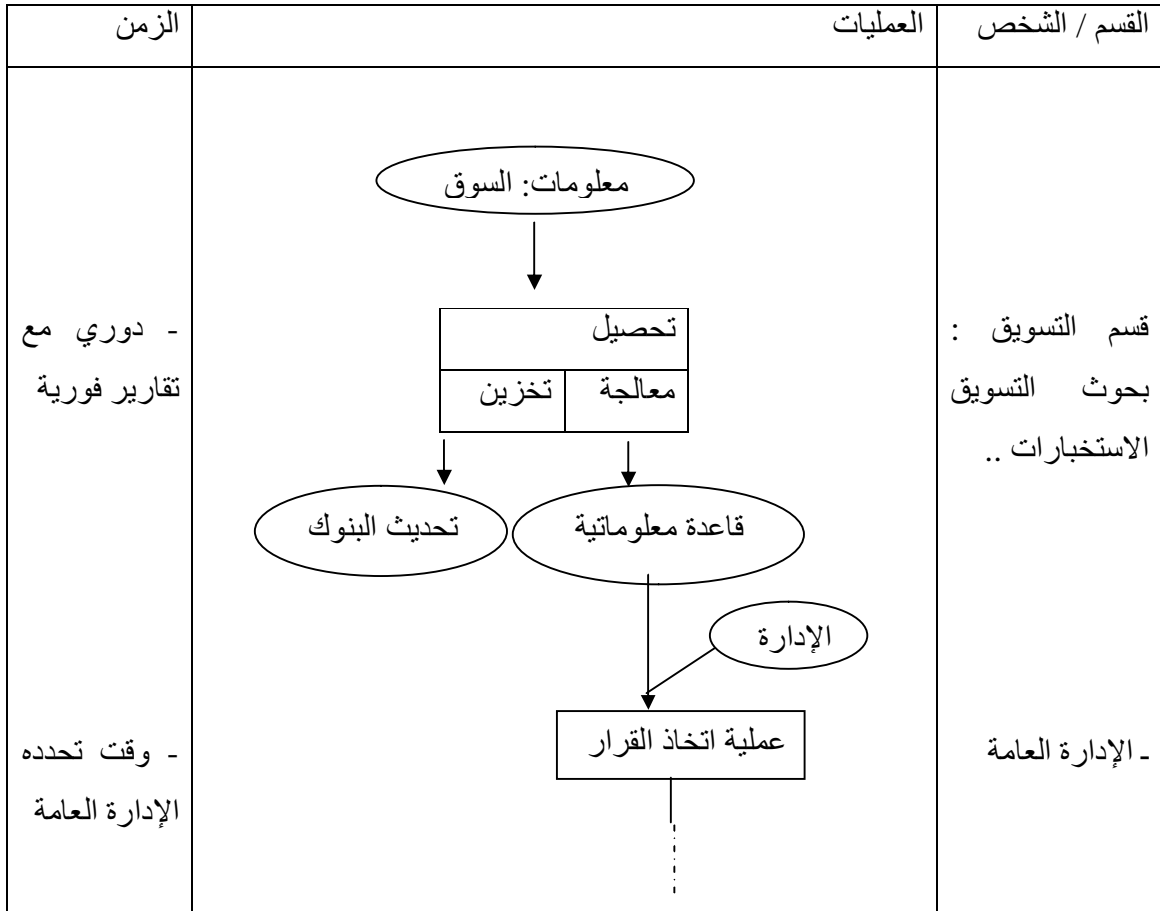 القسم / الشخص
العمليات
الزمن
معلومات: السوق
تحصيل
معالجة
تخزين
قسم التسويق :
بحوث التسويق
الاستخبارات ..
- دوري مع
تقارير فورية
قاعدة معلوماتية
تحديث البنوك
الإدارة
عملية اتخاذ القرار
- الإدارة العامة
- وقت تحدده
الإدارة العامة